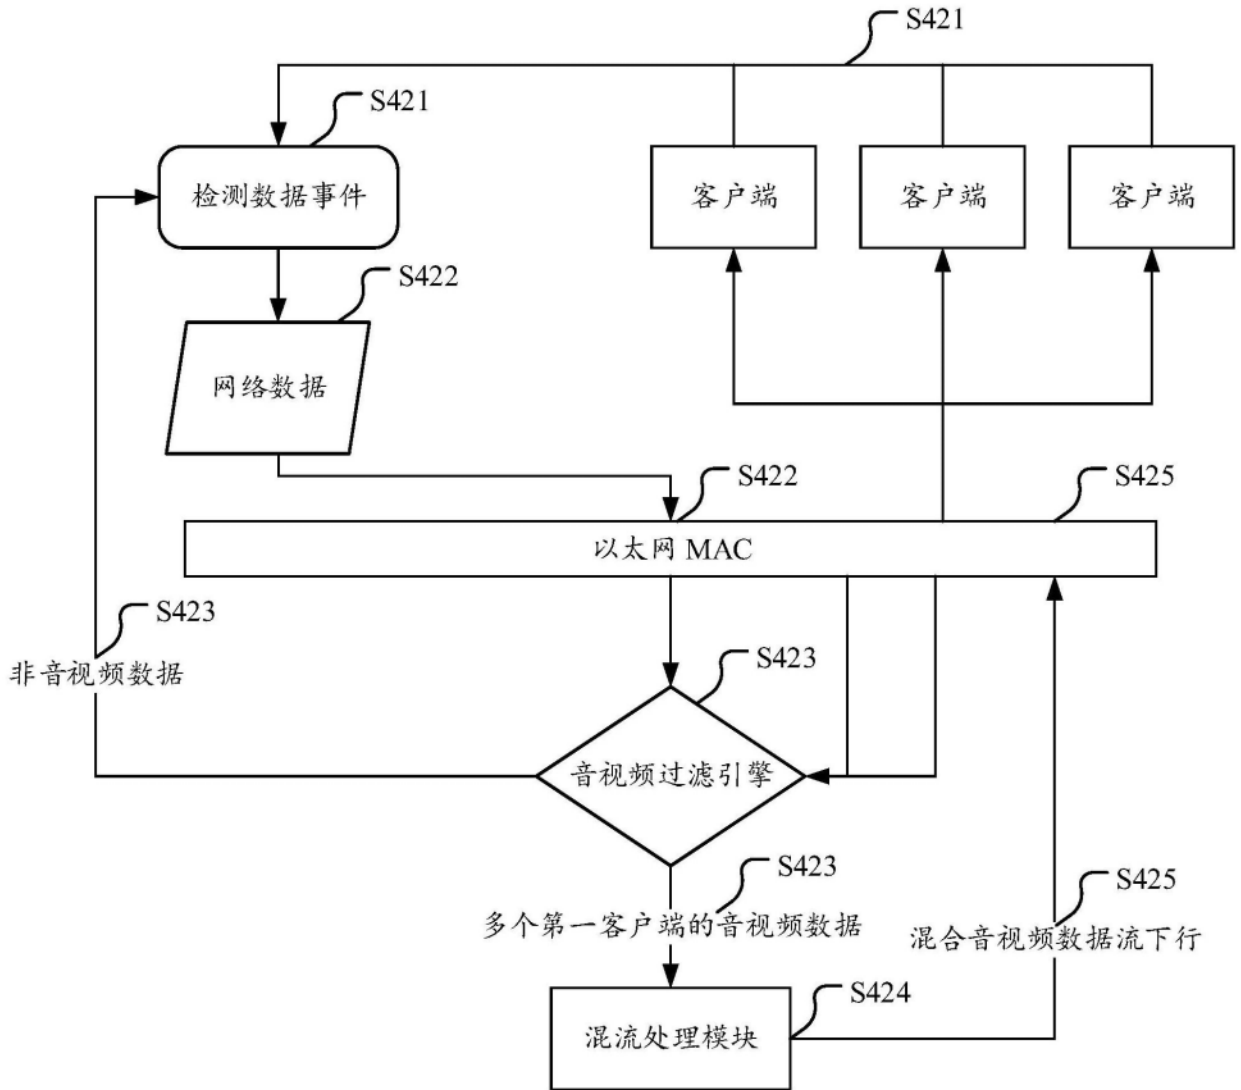 S421
S421
检测数据事件
客户端
客户端
客户端
S422
网络数据
S422
S425
以太网 MAC
S423
非音视频数据
S423
音视频过滤引擎
S423
多个第一客户端的音视频数据
S425
混合音视频数据流下行
S424
混流处理模块